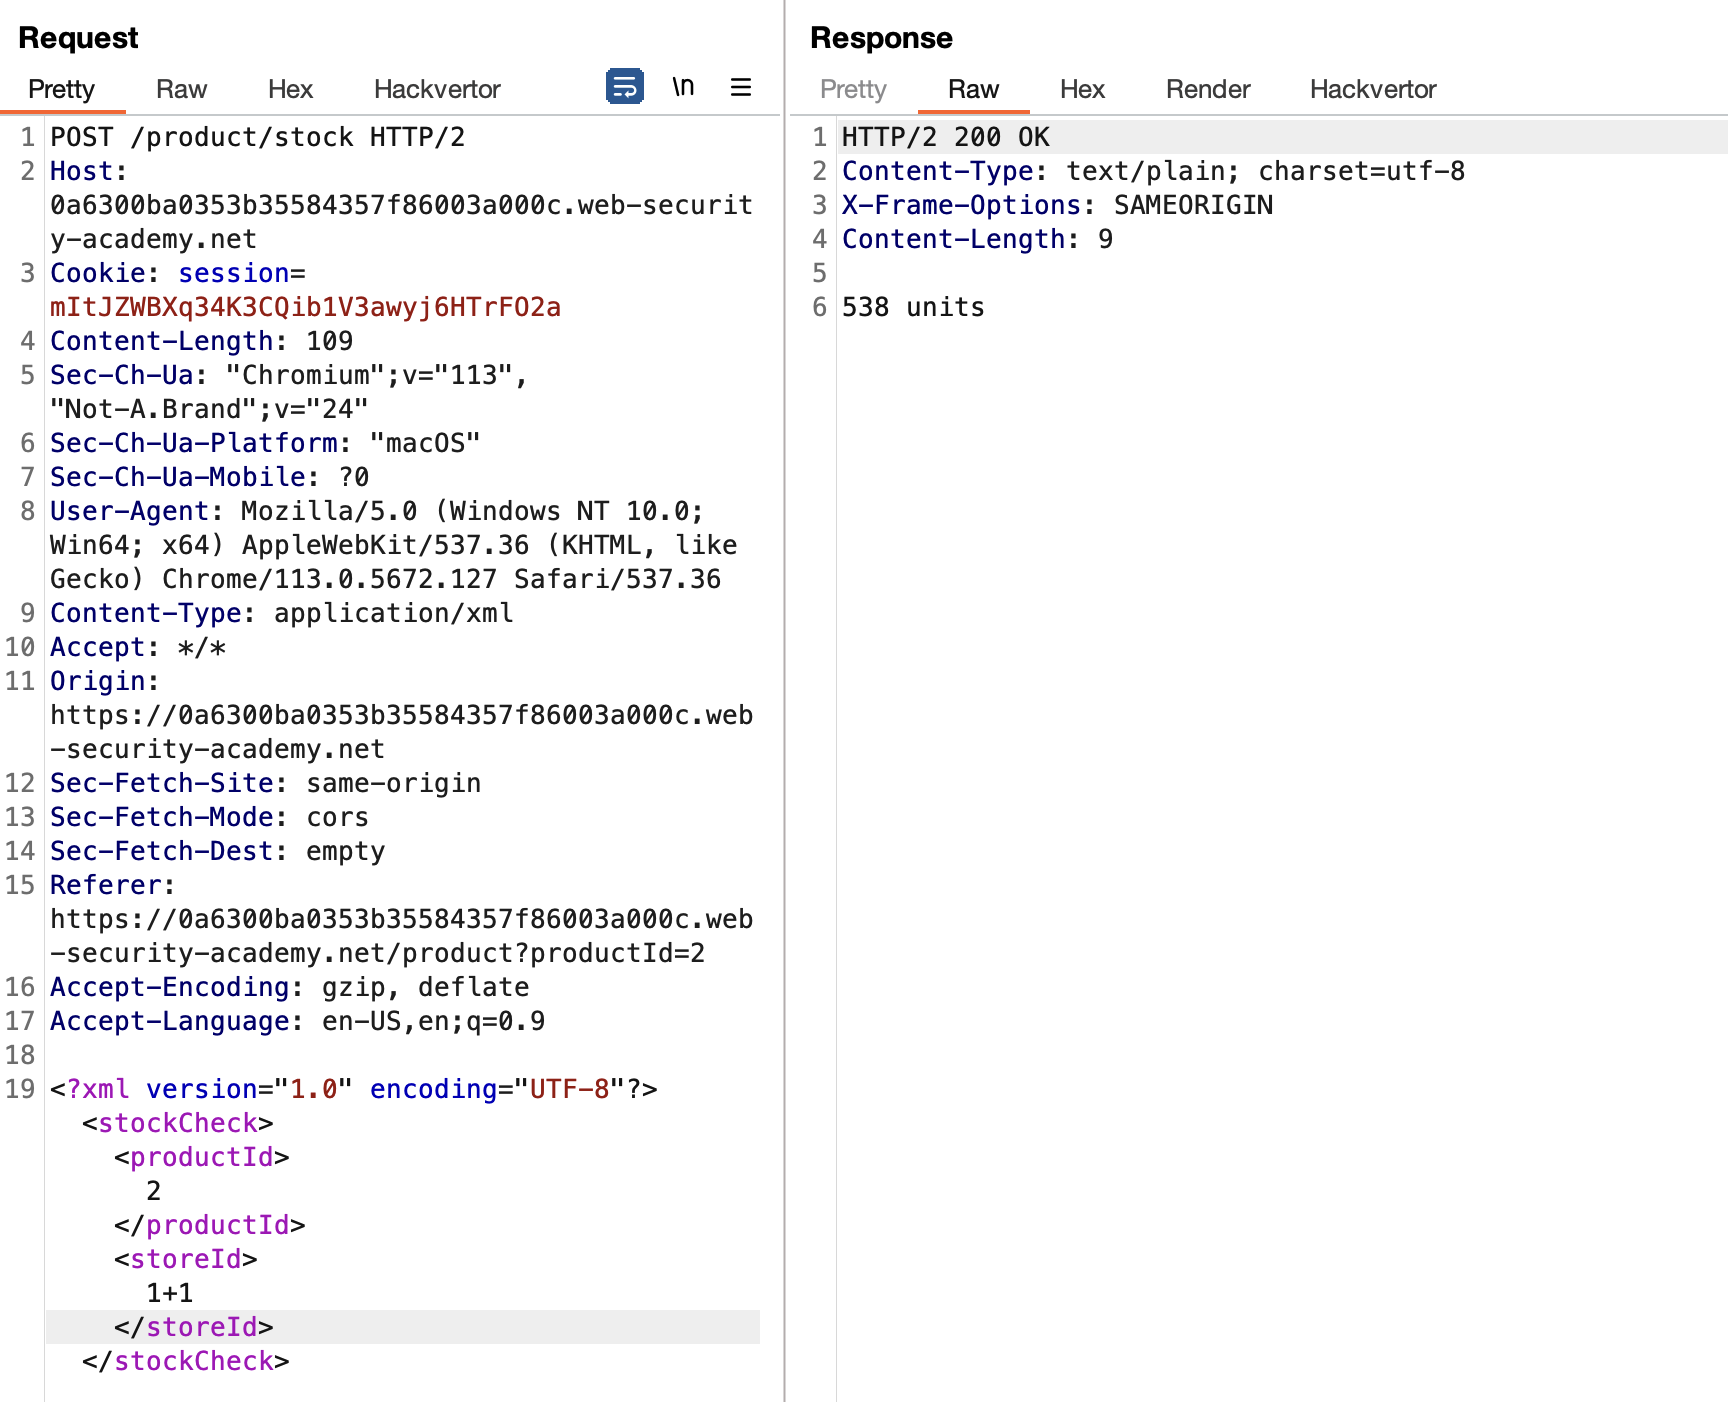 Request
Pretty Raw Hex Hackvertor \n
1 POST /product/stock HTTP/2
2 Host:
0a6300ba0353b35584357f86003a000c.web-securit
y-academy.net
3 Cookie: session=
mItJZWBXq34K3CQib1V3awyj6HTrFO2a
4 Content-Length: 109
5 Sec-Ch-Ua: "Chromium";v="113",
"Not-A.Brand";v="24"
6 Sec-Ch-Ua-Platform: "macOS"
7 Sec-Ch-Ua-Mobile: ?0
8 User-Agent: Mozilla/5.0 (Windows NT 10.0;
Win64; x64) AppleWebKit/537.36 (KHTML, like
Gecko) Chrome/113.0.5672.127 Safari/537.36
9 Content-Type: application/xml
10 Accept: */*
11 Origin:
https://0a6300ba0353b35584357f86003a000c.web
-security-academy.net
12 Sec-Fetch-Site: same-origin
13 Sec-Fetch-Mode: cors
14 Sec-Fetch-Dest: empty
15 Referer:
https://0a6300ba0353b35584357f86003a000c.web
-security-academy.net/product?productId=2
16 Accept-Encoding: gzip, deflate
17 Accept-Language: en-US,en;q=0.9
18
19 <?xml version="1.0" encoding="UTF-8"?>
<stockCheck>
<productId>
2
</productId>
<storeId>
1+1
</storeId>
</stockCheck>
Response
Pretty Raw Hex Render Hackvertor
1 HTTP/2 200 OK
2 Content-Type: text/plain; charset=utf-8
3 X-Frame-Options: SAMEORIGIN
4 Content-Length: 9
5
6 538 units